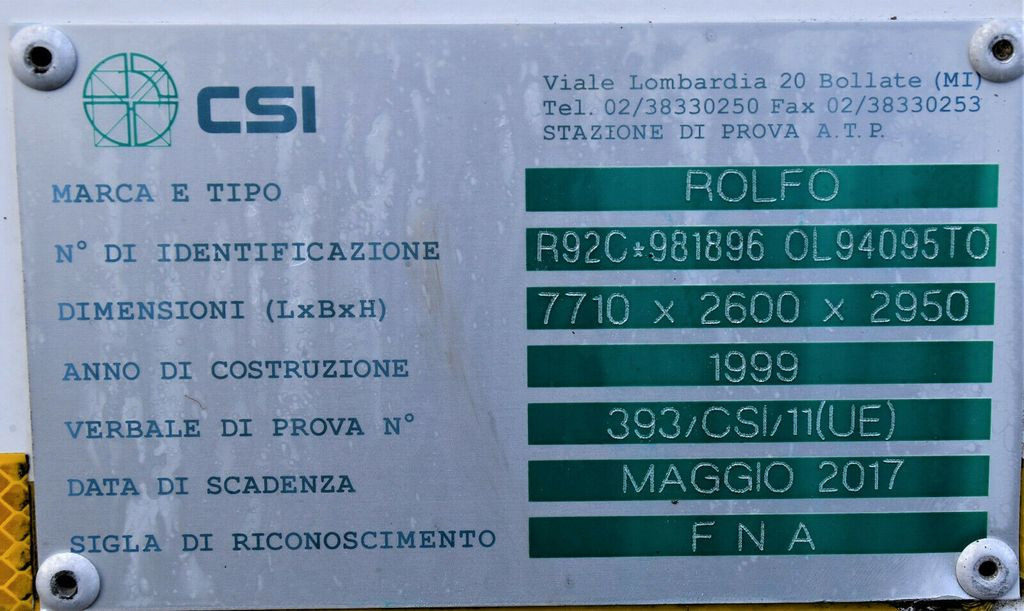 CSI
Viale Lombardia 20 Bollate (MI)
Tel. 02/38330250 Fax 02/38330253
STAZIONE DI PROVA A.T.P.
MARCA E TIPO ROLFO
N° DI IDENTIFICAZIONE R92C*981896 OL94095TO
DIMENSIONI (LxBxH) 7710 x 2600 x 2950
ANNO DI COSTRUZIONE 1999
VERBALE DI PROVA N° 393/CSI/11(UE)
DATA DI SCADENZA MAGGIO 2017
SIGLA DI RICONOSCIMENTO F N A